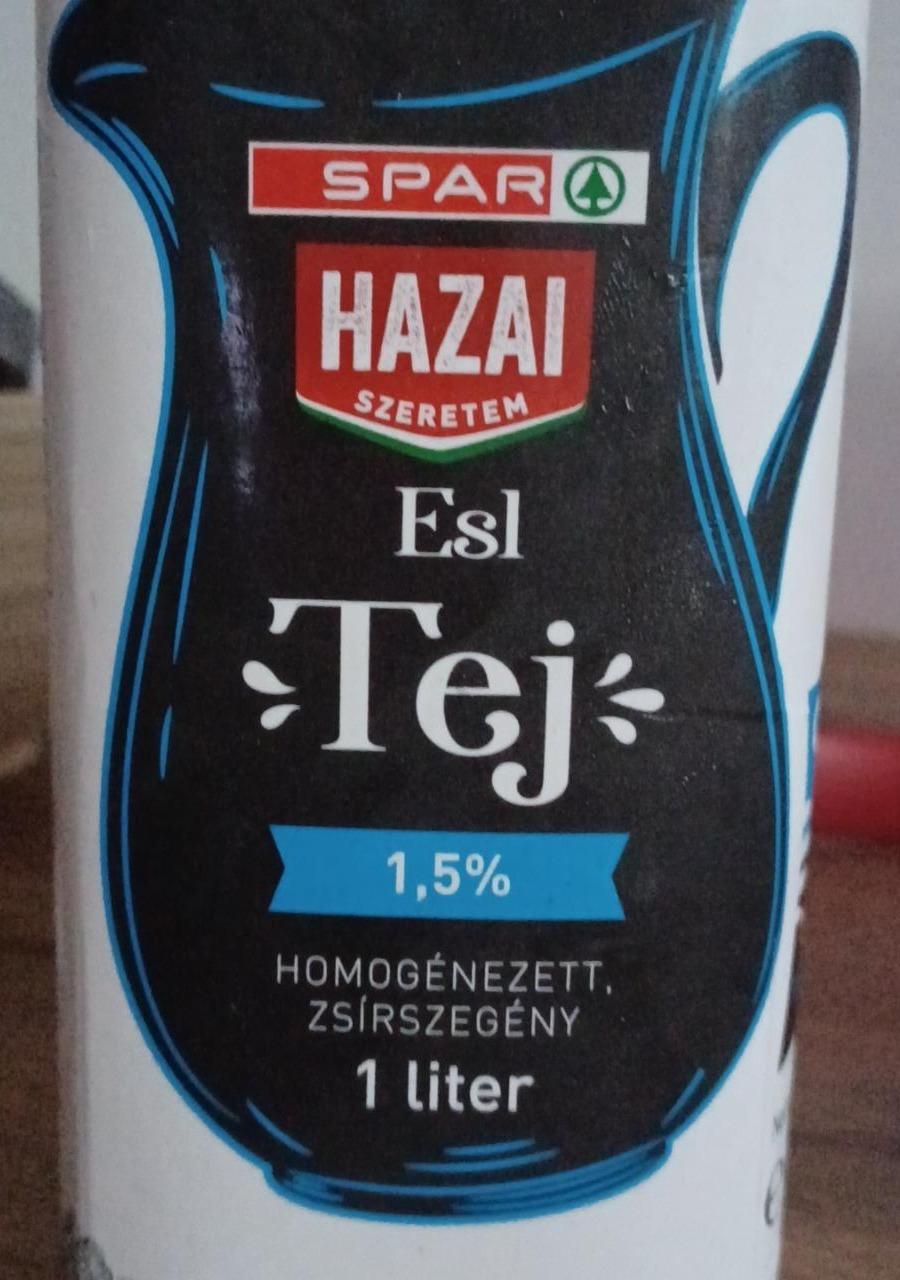 SPAR
HAZAI
SZERETEM
Esl
Tej
1,5%
HOMOGÉNEZETT,
ZSÍRSZEGÉNY
1 liter